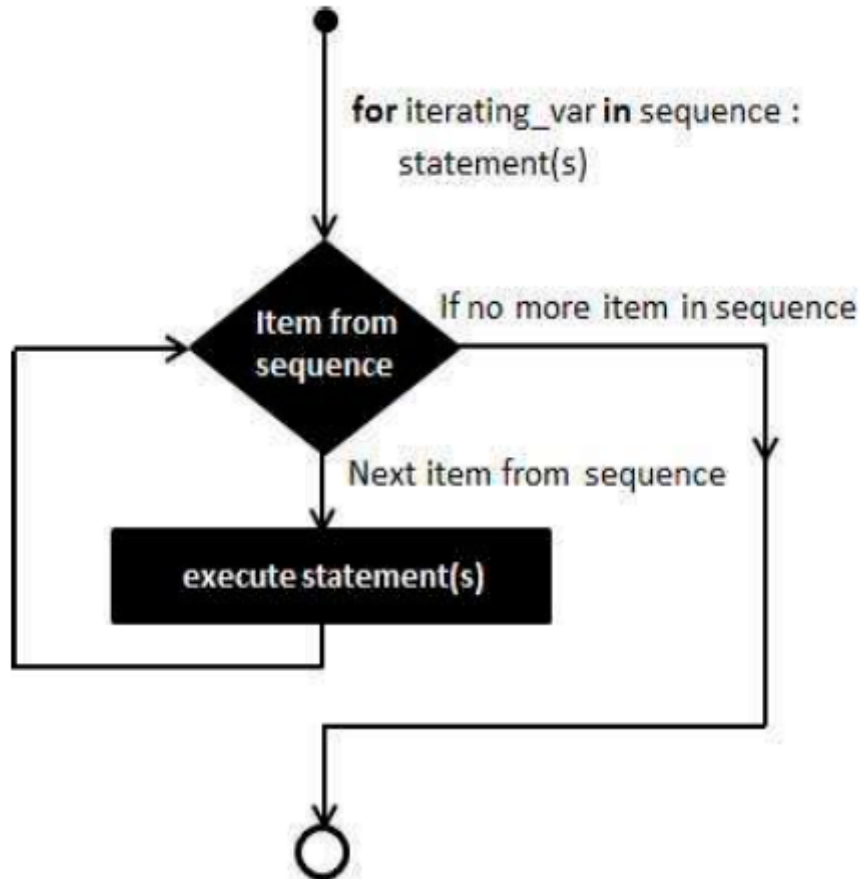 for iterating_var in sequence :
statement(s)
If no more item in sequence
Item from
sequence
Next item from sequence
execute statement(s)